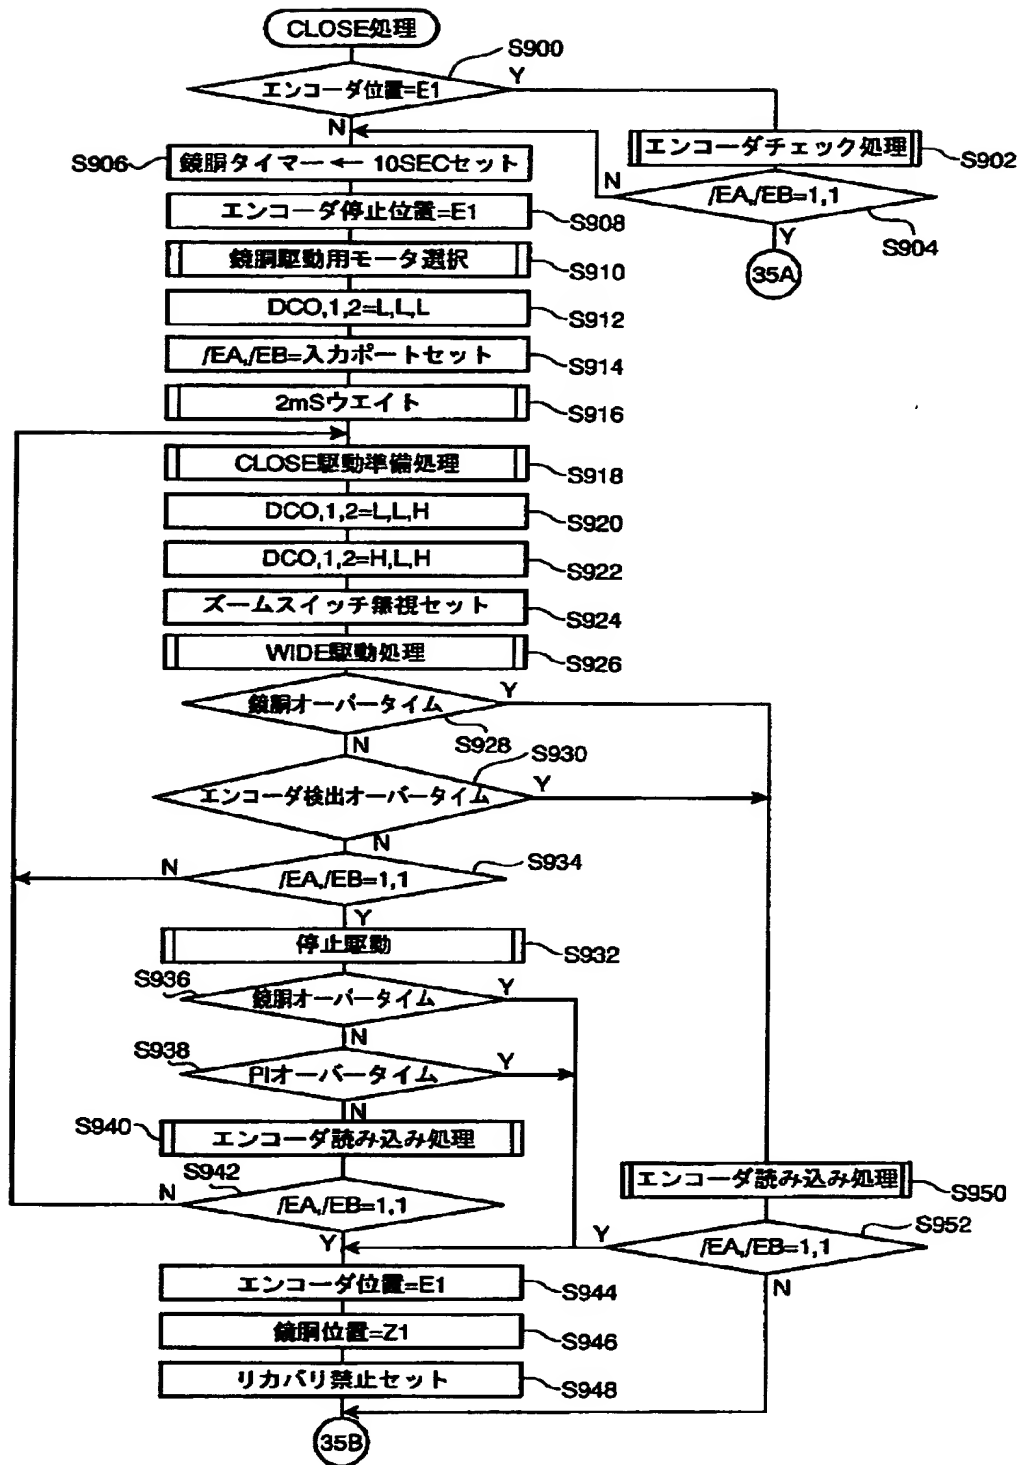 CLOSE処理
S900
エンコーダ位置=E1
Y
N
エンコーダチェック処理
S902
S906
鏡胴タイマー ← 10SECセット
N
/EA,/EB=1,1
S904
Y
35A
エンコーダ停止位置=E1
S908
鏡胴駆動用モータ選択
S910
DC0,1,2=L,L,L
S912
/EA,/EB=入力ポートセット
S914
2mSウエイト
S916
CLOSE駆動準備処理
S918
DC0,1,2=L,L,H
S920
DC0,1,2=H,L,H
S922
ズームスイッチ無視セット
S924
WIDE駆動処理
S926
鏡胴オーバータイム
Y
S928
N
S930
エンコーダ検出オーバータイム
Y
N
N
/EA,/EB=1,1
S934
Y
停止駆動
S932
S936
鏡胴オーバータイム
Y
N
S938
PIオーバータイム
Y
N
S940
エンコーダ読み込み処理
S942
N
/EA,/EB=1,1
Y
エンコーダ読み込み処理
S950
S952
Y
/EA,/EB=1,1
N
エンコーダ位置=E1
S944
鏡胴位置=Z1
S946
リカバリ禁止セット
S948
35B